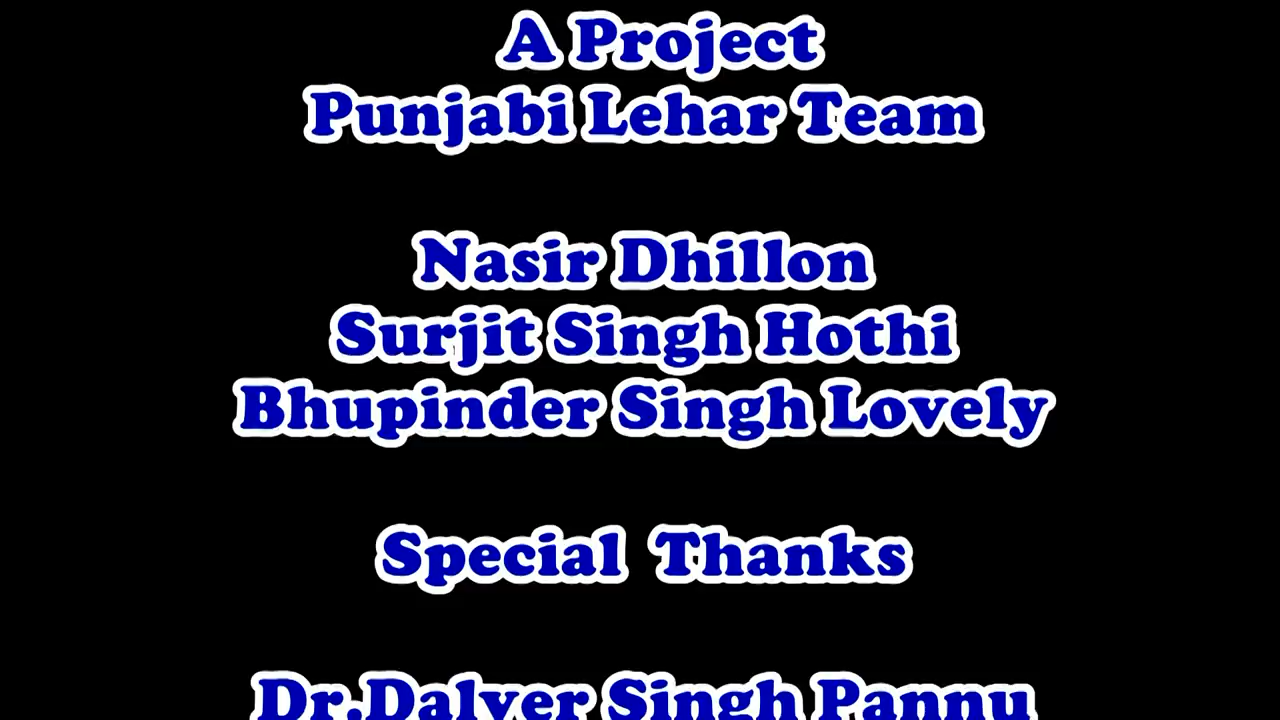 A Project
Punjabi Lehar Team
Nasir Dhillon
Surjit Singh Hothi
Bhupinder Singh Lovely
Special Thanks
Dr.Dalver Singh Pannu